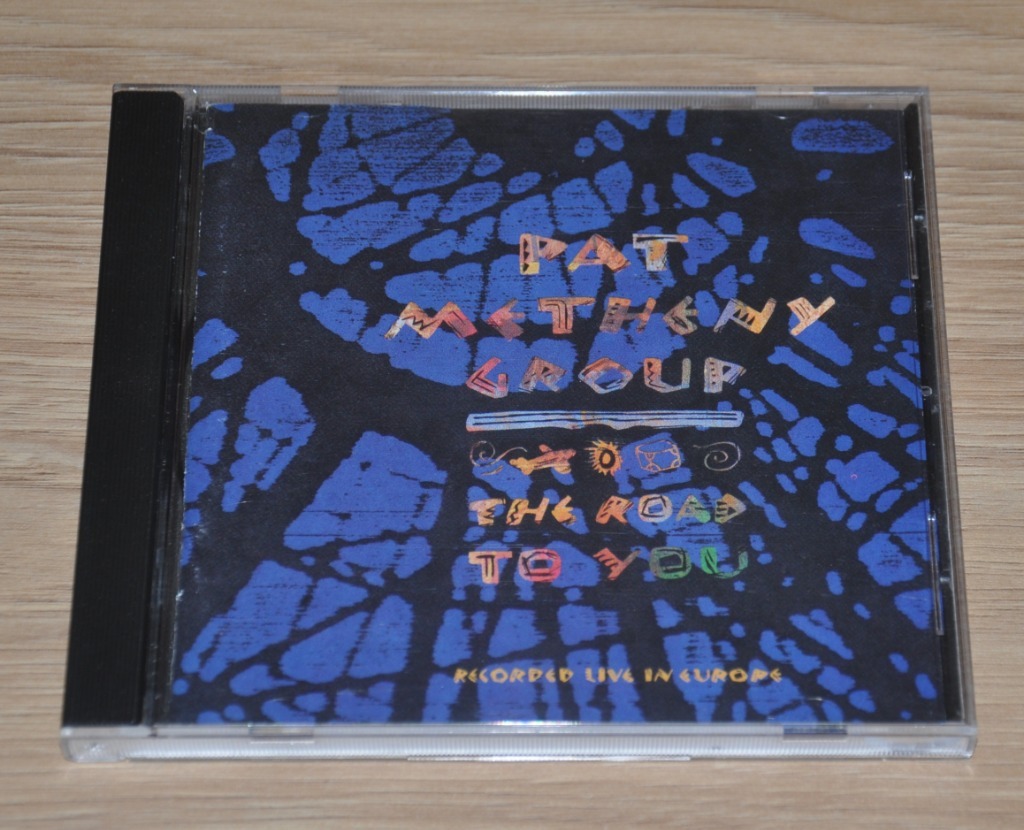 PAT
METHENY
GROUP
THE ROAD
TO YOU
RECORDED LIVE IN EUROPE